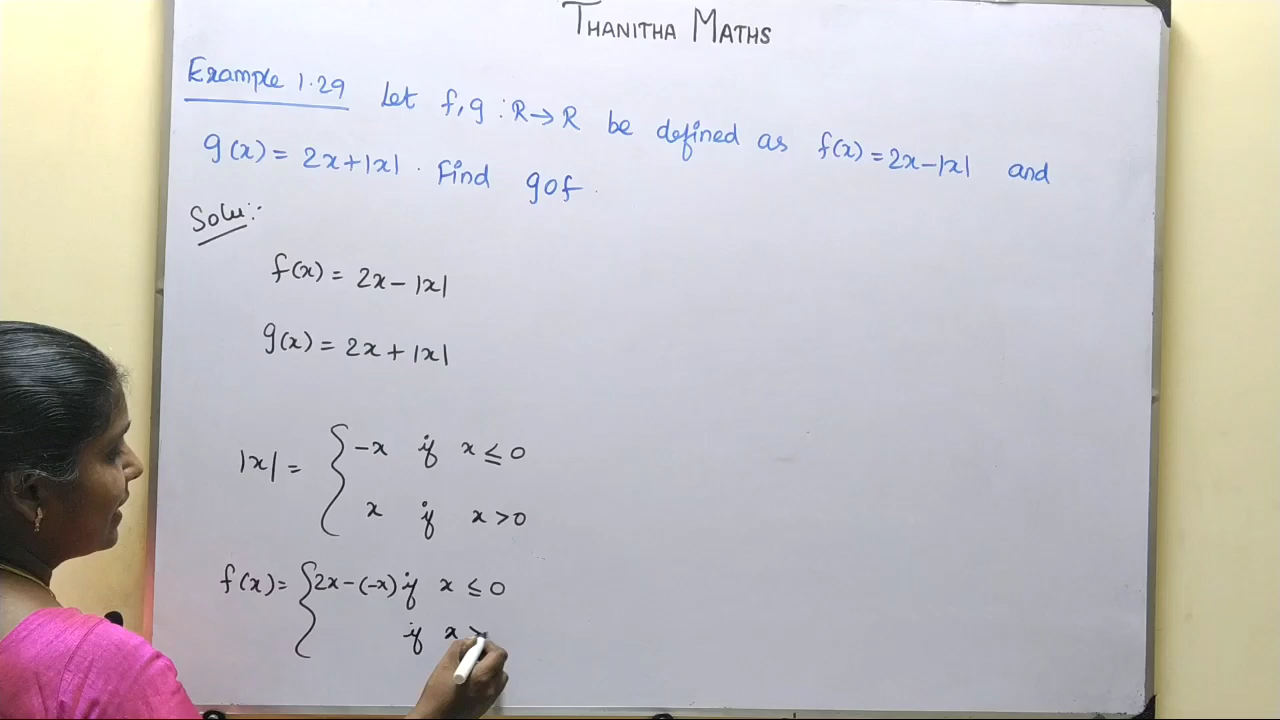 THANITHA MATHS
Example 1.29 Let f,g : R→R be defined as f(x) = 2x-|x| and
g(x) = 2x+|x| . Find gof .
Solu:-
f(x) = 2x - |x|
g(x) = 2x + |x|
|x| = { -x if x ≤ 0
x if x > 0
f(x) = { 2x-(-x) if x ≤ 0
if x >